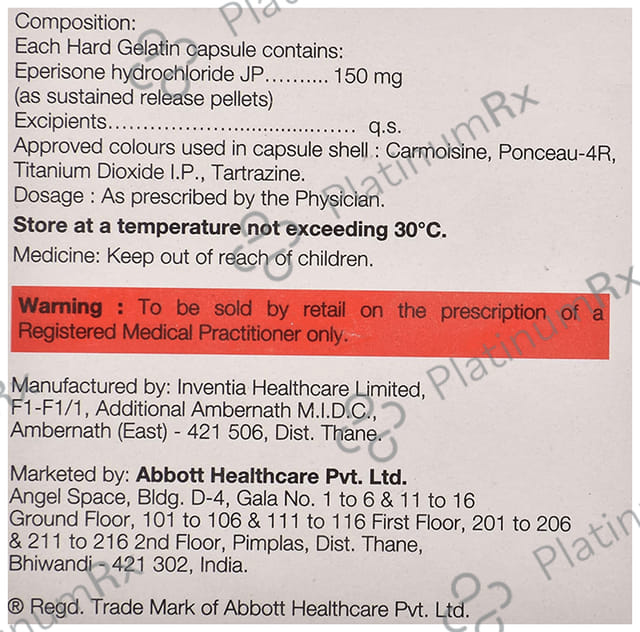 Composition:
Each Hard Gelatin capsule contains:
Eperisone hydrochloride JP.......... 150 mg
(as sustained release pellets)
Excipients........................................ q.s.
Approved colours used in capsule shell : Carmoisine, Ponceau-4R,
Titanium Dioxide I.P., Tartrazine.
Dosage : As prescribed by the Physician.
Store at a temperature not exceeding 30°C.
Medicine: Keep out of reach of children.
Warning : To be sold by retail on the prescription of a
Registered Medical Practitioner only.
Manufactured by: Inventia Healthcare Limited,
F1-F1/1, Additional Ambernath M.I.D.C.,
Ambernath (East) - 421 506, Dist. Thane.
Marketed by: Abbott Healthcare Pvt. Ltd.
Angel Space, Bldg. D-4, Gala No. 1 to 6 & 11 to 16
Ground Floor, 101 to 106 & 111 to 116 First Floor, 201 to 206
& 211 to 216 2nd Floor, Pimplas, Dist. Thane,
Bhiwandi - 421 302, India.
® Regd. Trade Mark of Abbott Healthcare Pvt. Ltd.
PlatinumRx
PlatinumRx
PlatinumRx
PlatinumRx
PlatinumRx